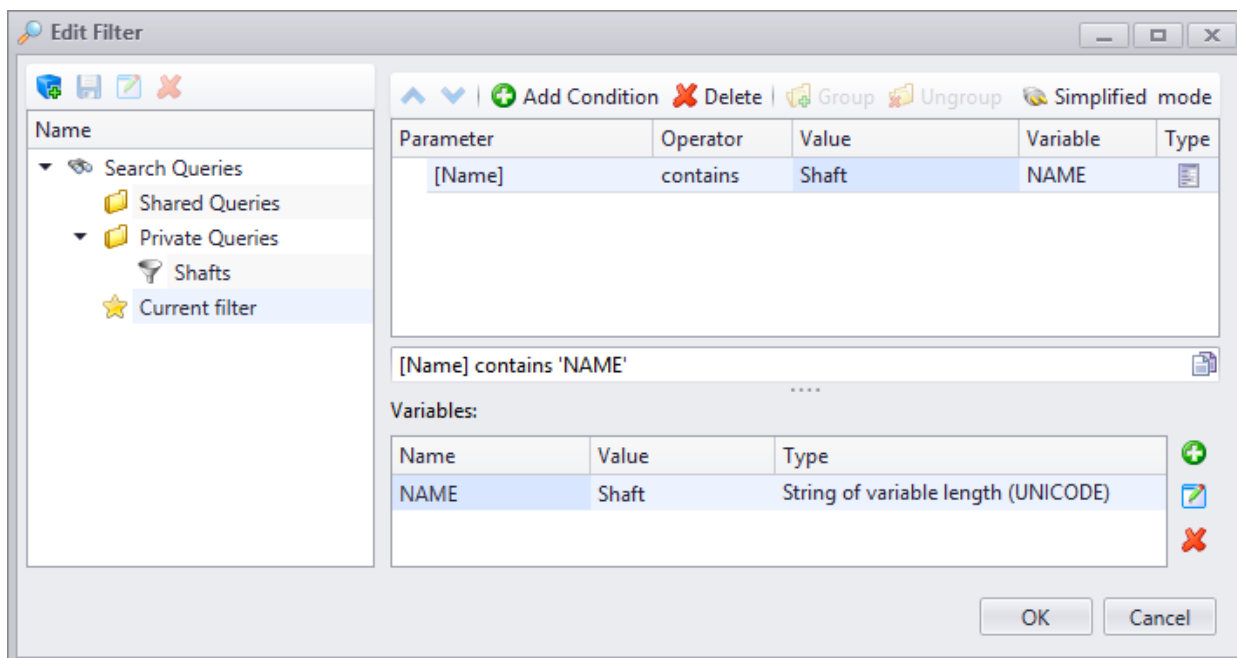 Edit Filter
Add Condition Delete Group Ungroup Simplified mode
Name
Search Queries
Shared Queries
Private Queries
Shafts
Current filter
Parameter Operator Value Variable Type
[Name] contains Shaft NAME
[Name] contains 'NAME'
Variables:
Name Value Type
NAME Shaft String of variable length (UNICODE)
OK Cancel